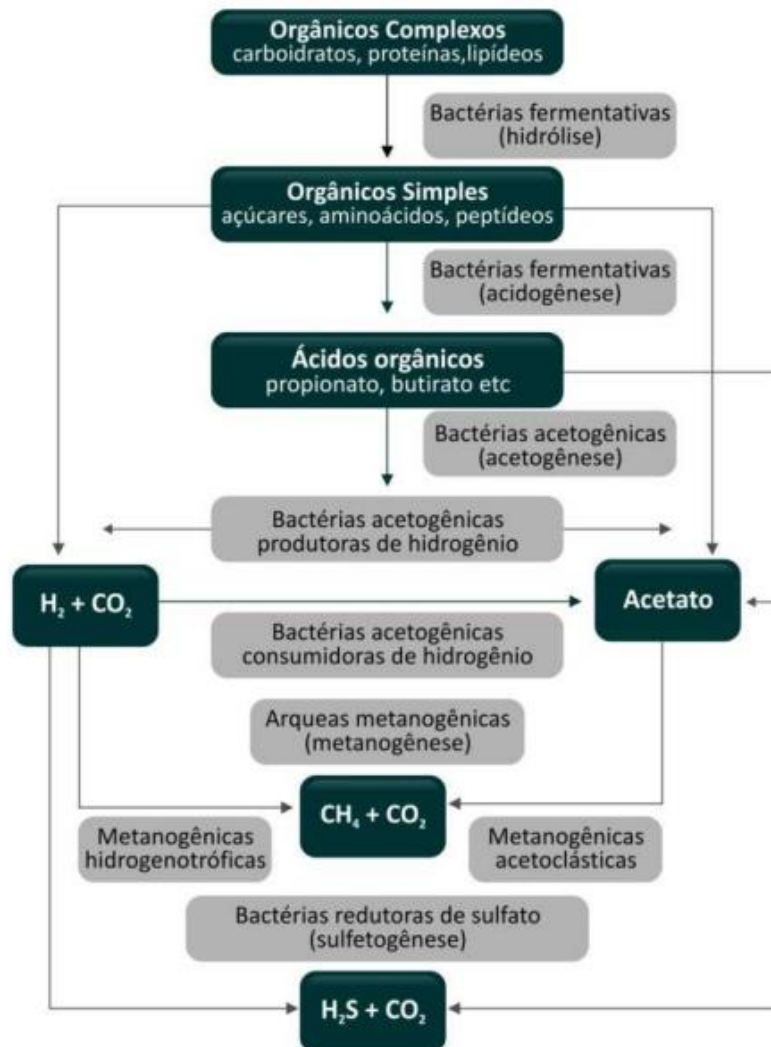 Orgânicos Complexos
carboidratos, proteínas,lipídeos
Bactérias fermentativas
(hidrólise)
Orgânicos Simples
açúcares, aminoácidos, peptídeos
Bactérias fermentativas
(acidogênese)
Ácidos orgânicos
propionato, butirato etc
Bactérias acetogênicas
(acetogênese)
Bactérias acetogênicas
produtoras de hidrogênio
H₂ + CO₂
Acetato
Bactérias acetogênicas
consumidoras de hidrogênio
Arqueas metanogênicas
(metanogênese)
CH₄ + CO₂
Metanogênicas
hidrogenotróficas
Metanogênicas
acetoclásticas
Bactérias redutoras de sulfato
(sulfetogênese)
H₂S + CO₂